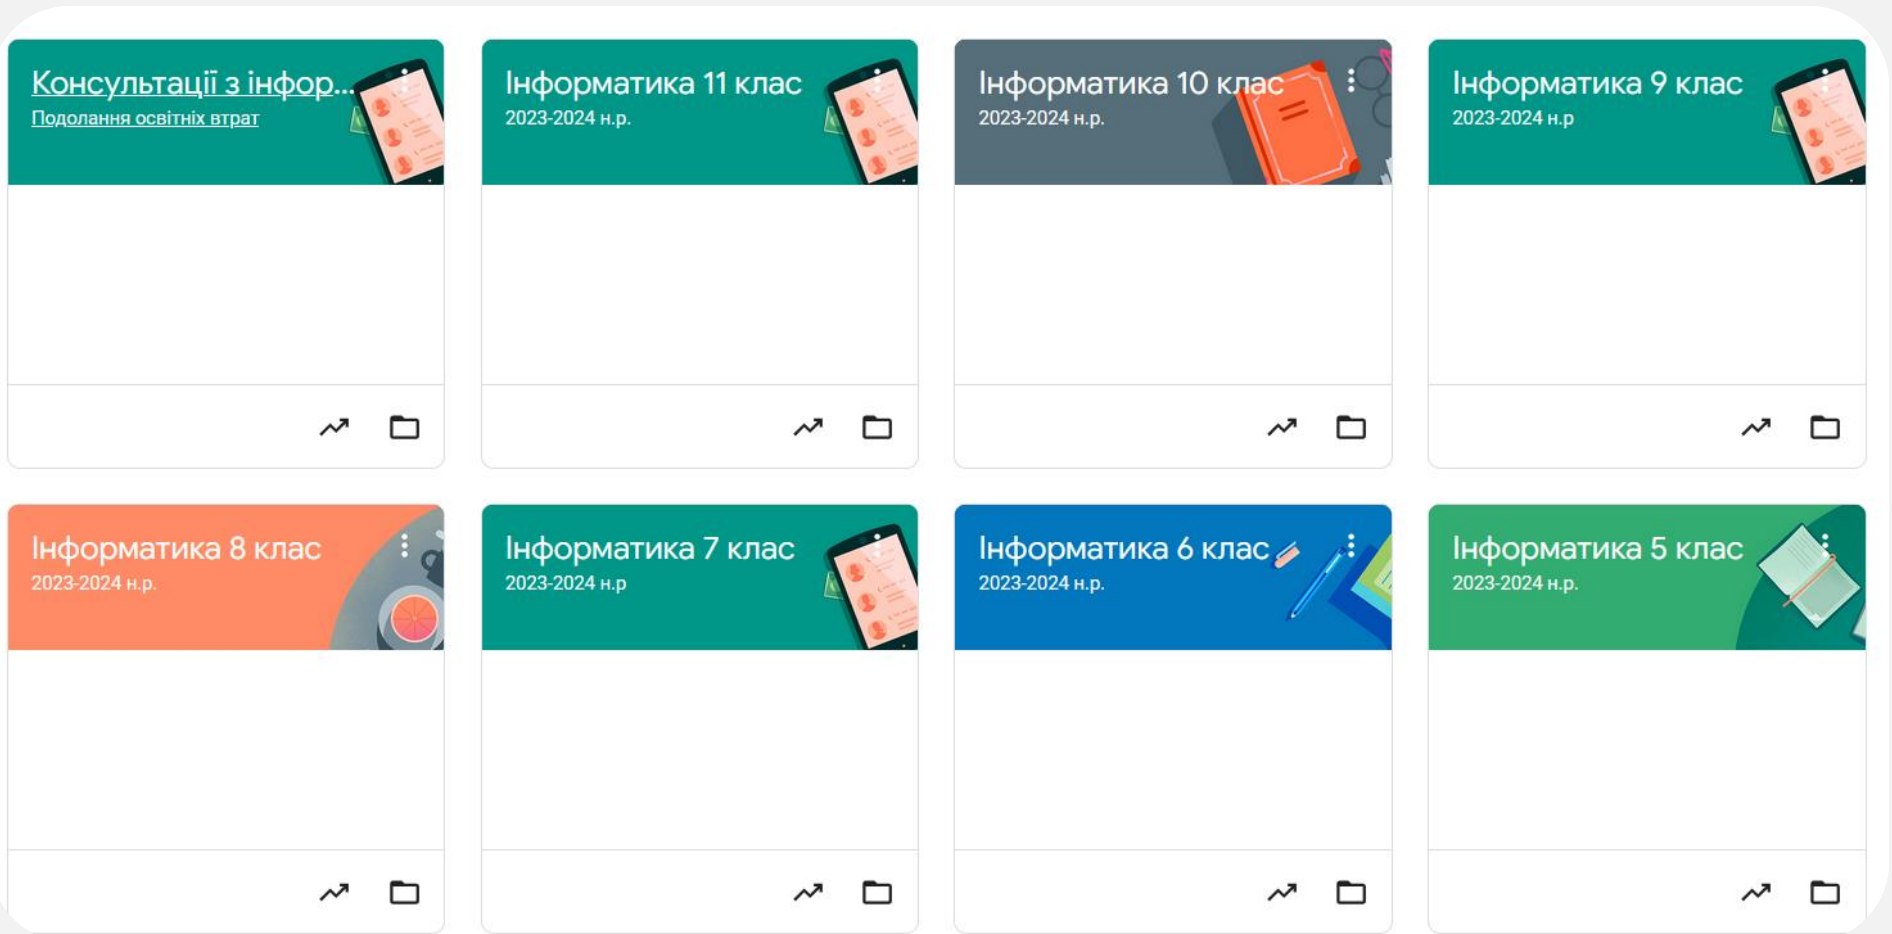 Консультації з інфор...
Подолання освітніх втрат
Інформатика 11 клас
2023-2024 н.р.
Інформатика 10 клас
2023-2024 н.р.
Інформатика 9 клас
2023-2024 н.р
Інформатика 8 клас
2023-2024 н.р.
Інформатика 7 клас
2023-2024 н.р
Інформатика 6 клас
2023-2024 н.р.
Інформатика 5 клас
2023-2024 н.р.